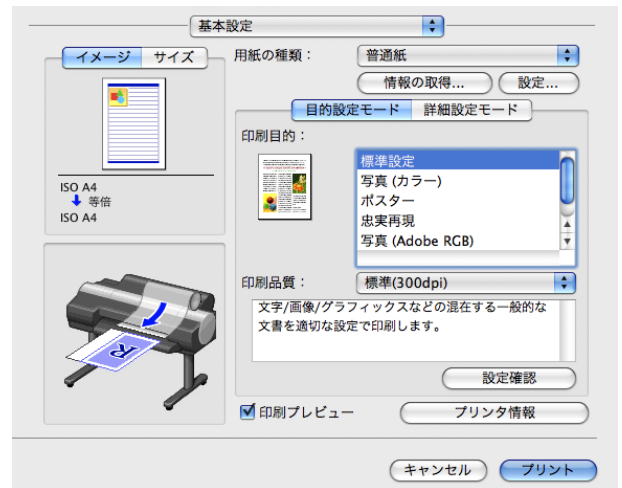 基本設定
イメージ サイズ
ISO A4
等倍
ISO A4
用紙の種類： 普通紙
情報の取得... 設定...
目的設定モード 詳細設定モード
印刷目的：
標準設定
写真 (カラー)
ポスター
忠実再現
写真 (Adobe RGB)
印刷品質： 標準(300dpi)
文字/画像/グラフィックスなどの混在する一般的な
文書を適切な設定で印刷します。
設定確認
印刷プレビュー プリンタ情報
キャンセル プリント
R